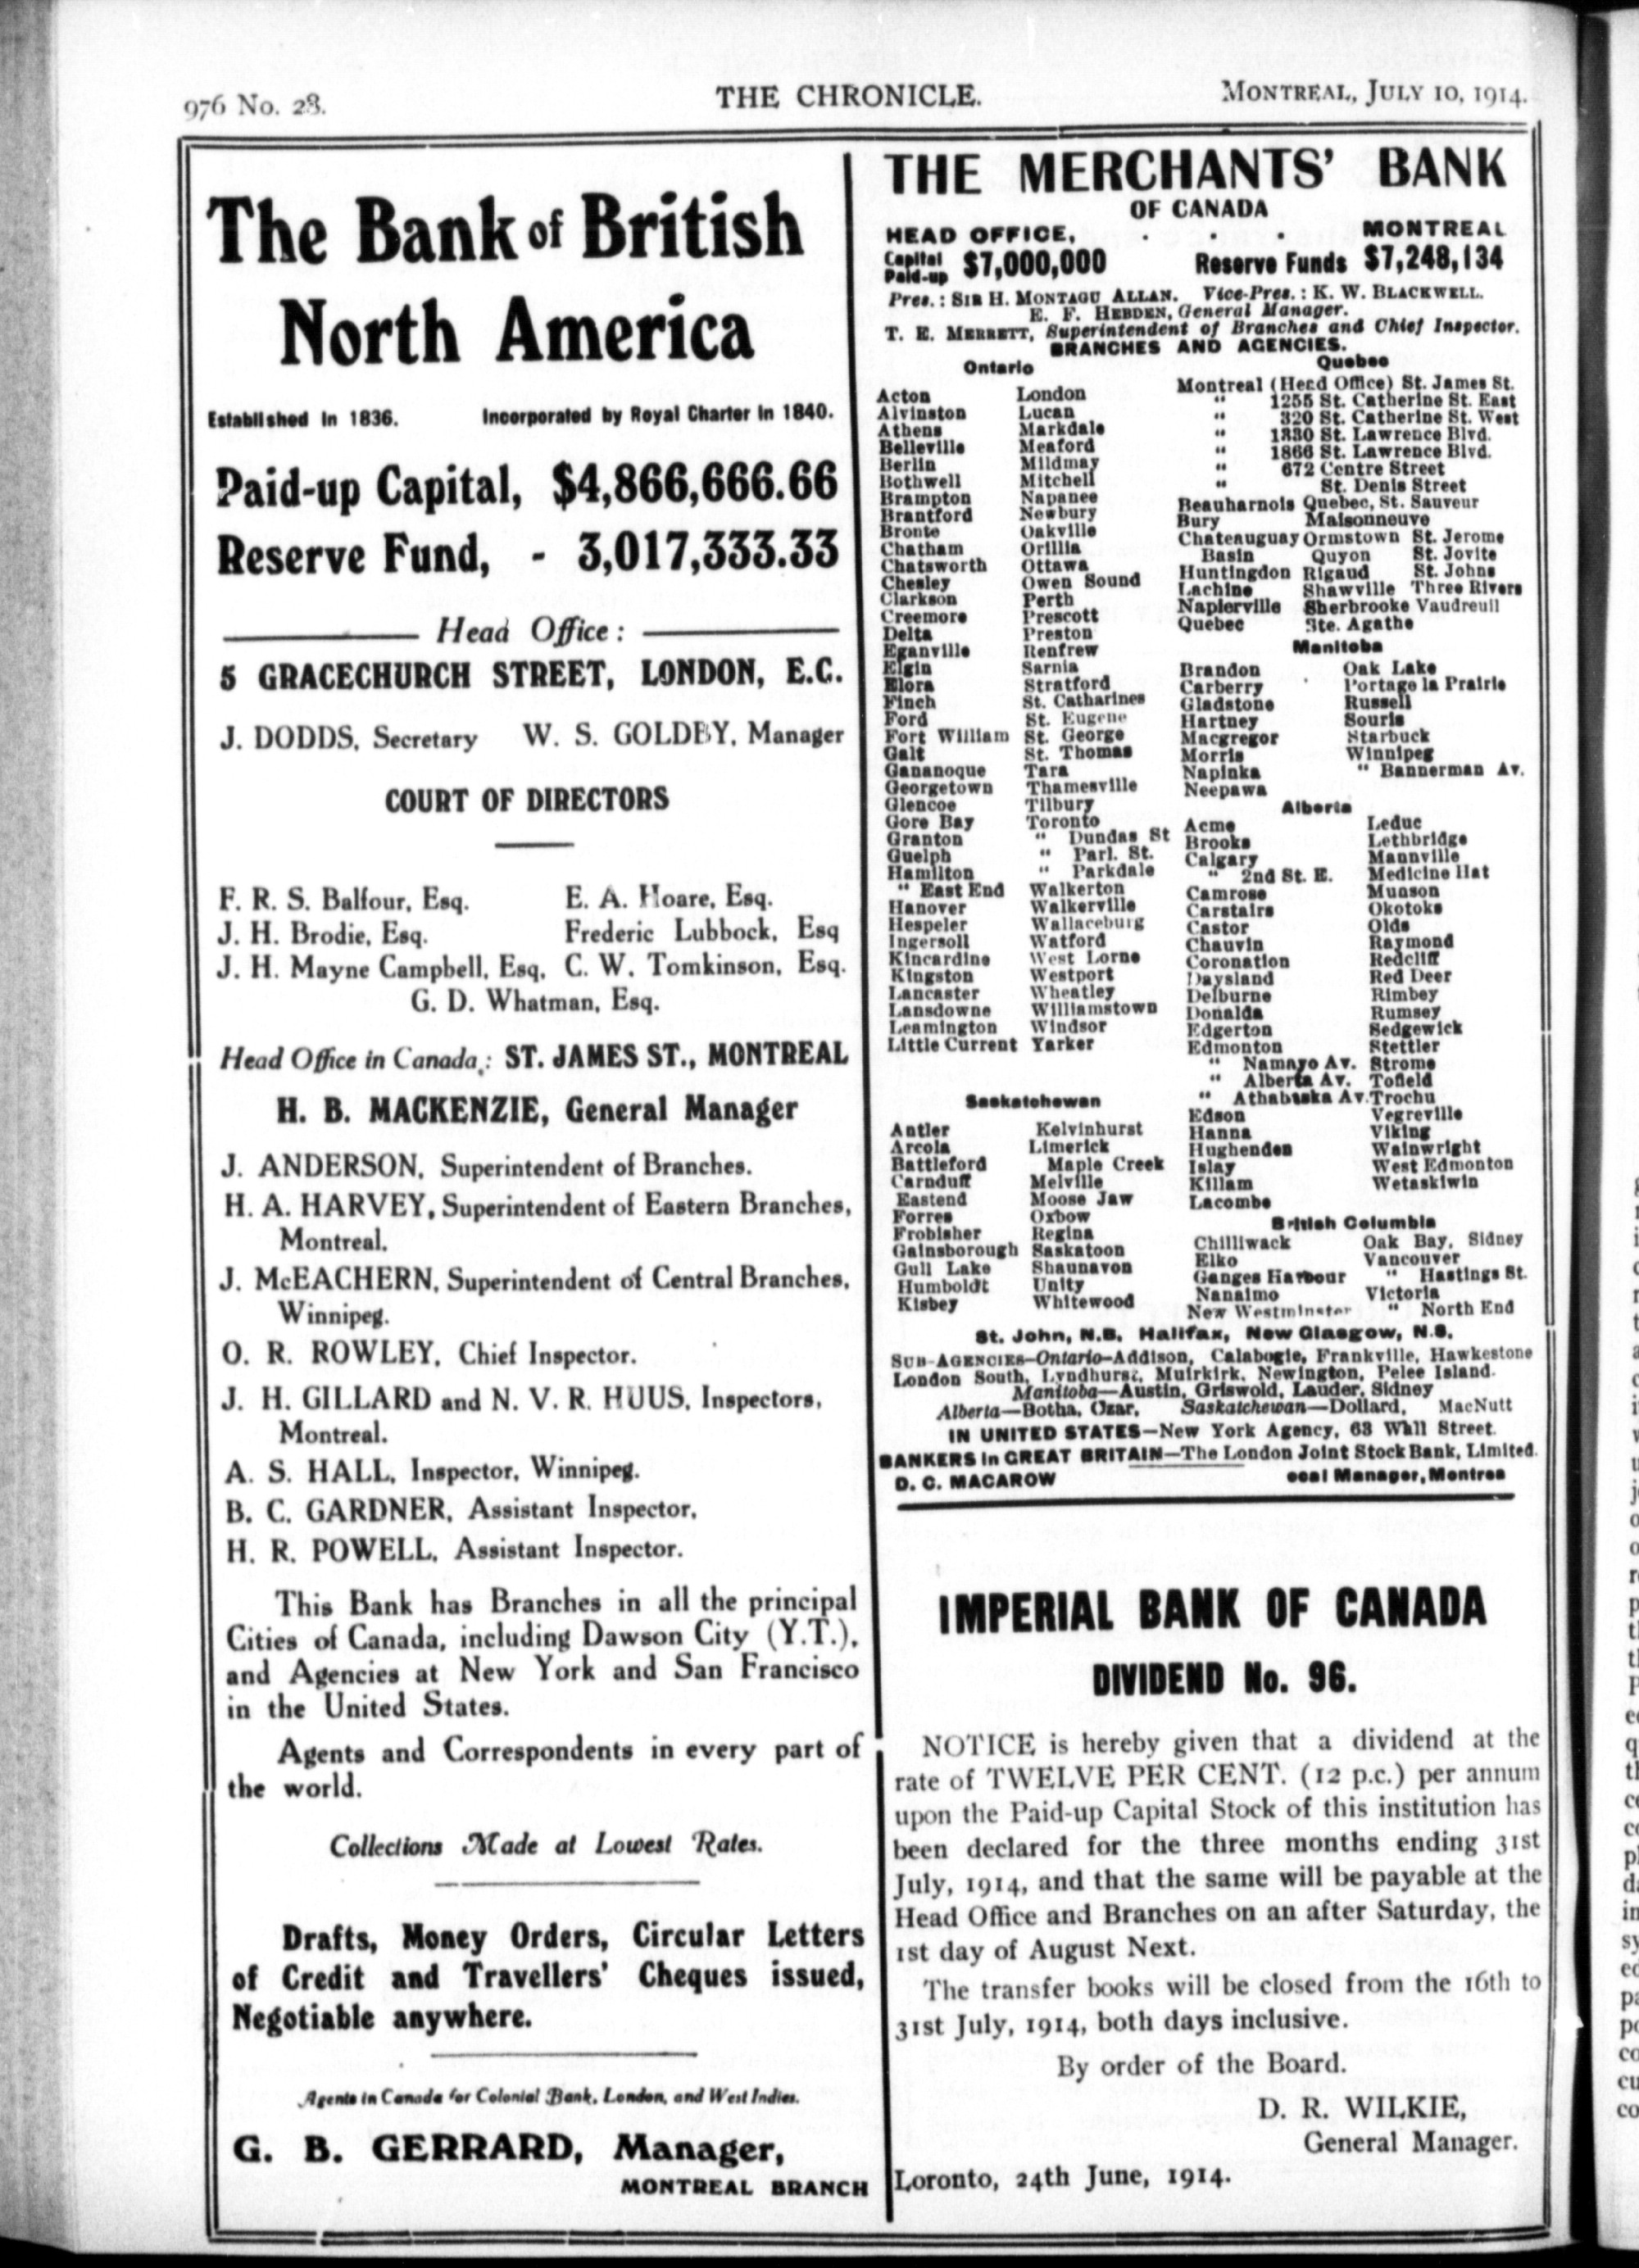 976 No. 28.
THE CHRONICLE.
MONTREAL, JULY 10, 1914.
The Bank of British
North America
Established in 1836. Incorporated by Royal Charter in 1840.
Paid-up Capital, $4,866,666.66
Reserve Fund, - 3,017,333.33
Head Office:
5 GRACECHURCH STREET, LONDON, E.C.
J. DODDS, Secretary W. S. GOLDBY, Manager
COURT OF DIRECTORS
F. R. S. Balfour, Esq. E. A. Hoare, Esq.
J. H. Brodie, Esq. Frederic Lubbock, Esq
J. H. Mayne Campbell, Esq. C. W. Tomkinson, Esq.
G. D. Whatman, Esq.
Head Office in Canada: ST. JAMES ST., MONTREAL
H. B. MACKENZIE, General Manager
J. ANDERSON, Superintendent of Branches.
H. A. HARVEY, Superintendent of Eastern Branches,
Montreal.
J. McEACHERN, Superintendent of Central Branches,
Winnipeg.
O. R. ROWLEY, Chief Inspector.
J. H. GILLARD and N. V. R. HUUS, Inspectors,
Montreal.
A. S. HALL, Inspector, Winnipeg.
B. C. GARDNER, Assistant Inspector,
H. R. POWELL, Assistant Inspector.
This Bank has Branches in all the principal
Cities of Canada, including Dawson City (Y.T.),
and Agencies at New York and San Francisco
in the United States.
Agents and Correspondents in every part of
the world.
Collections Made at Lowest Rates.
Drafts, Money Orders, Circular Letters
of Credit and Travellers' Cheques issued,
Negotiable anywhere.
Agents in Canada for Colonial Bank, London, and West Indies.
G. B. GERRARD, Manager,
MONTREAL BRANCH
THE MERCHANTS' BANK
OF CANADA
HEAD OFFICE, . . . MONTREAL
Capital Paid-up $7,000,000 Reserve Funds $7,248,134
Pres.: SIR H. MONTAGU ALLAN. Vice-Pres.: K. W. BLACKWELL.
E. F. HEBDEN, General Manager.
T. E. MERRETT, Superintendent of Branches and Chief Inspector.
BRANCHES AND AGENCIES.
Ontario
Acton London
Alvinston Lucan
Athens Markdale
Belleville Meaford
Berlin Mildmay
Bothwell Mitchell
Brampton Napanee
Brantford Newbury
Bronte Oakville
Chatham Orillia
Chatsworth Ottawa
Chesley Owen Sound
Clarkson Perth
Creemore Prescott
Delta Preston
Eganville Renfrew
Elgin Sarnia
Elora Stratford
Finch St. Catharines
Ford St. Eugene
Fort William St. George
Galt St. Thomas
Gananoque Tara
Georgetown Thamesville
Glencoe Tilbury
Gore Bay Toronto
Granton " Dundas St
Guelph " Parl. St.
Hamilton " Parkdale
" East End Walkerton
Hanover Walkerville
Hespeler Wallaceburg
Ingersoll Watford
Kincardine West Lorne
Kingston Westport
Lancaster Wheatley
Lansdowne Williamstown
Leamington Windsor
Little Current Yarker
Saskatchewan
Antler Kelvinhurst
Arcola Limerick
Battleford Maple Creek
Carnduff Melville
Eastend Moose Jaw
Forres Oxbow
Frobisher Regina
Gainsborough Saskatoon
Gull Lake Shaunavon
Humboldt Unity
Kisbey Whitewood
Quebec
Montreal (Head Office) St. James St.
" 1255 St. Catherine St. East
" 320 St. Catherine St. West
" 1330 St. Lawrence Blvd.
" 1866 St. Lawrence Blvd.
" 672 Centre Street
" St. Denis Street
Beauharnois Quebec, St. Sauveur
Bury Maisonneuve
Chateauguay Ormstown St. Jerome
Basin Quyon St. Jovite
Huntingdon Rigaud St. Johns
Lachine Shawville Three Rivers
Napierville Sherbrooke Vaudreuil
Quebec Ste. Agathe
Manitoba
Brandon Oak Lake
Carberry Portage la Prairie
Gladstone Russell
Hartney Souris
Macgregor Starbuck
Morris Winnipeg
Napinka " Bannerman Av.
Neepawa
Alberta
Acme Leduc
Brooks Lethbridge
Calgary Mannville
" 2nd St. E. Medicine Hat
Camrose Munson
Carstairs Okotoks
Castor Olds
Chauvin Raymond
Coronation Redcliff
Daysland Red Deer
Delburne Rimbey
Donalda Rumsey
Edgerton Sedgewick
Edmonton Stettler
" Namayo Av. Strome
" Alberta Av. Tofield
" Athabaska Av. Trochu
Edson Vegreville
Hanna Viking
Hughenden Wainwright
Islay West Edmonton
Killam Wetaskiwin
Lacombe
British Columbia
Chilliwack Oak Bay, Sidney
Elko Vancouver
Ganges Harbour " Hastings St.
Nanaimo Victoria
New Westminster " North End
St. John, N.B. Halifax, New Glasgow, N.S.
SUB-AGENCIES-Ontario-Addison, Calabogie, Frankville, Hawkestone
London South, Lyndhurst, Muirkirk, Newington, Pelee Island.
Manitoba—Austin, Griswold, Lauder, Sidney
Alberta—Botha, Czar, Saskatchewan—Dollard, MacNutt
IN UNITED STATES—New York Agency, 63 Wall Street.
BANKERS in GREAT BRITAIN—The London Joint Stock Bank, Limited.
D. C. MACAROW ocal Manager, Montrea
IMPERIAL BANK OF CANADA
DIVIDEND No. 96.
NOTICE is hereby given that a dividend at the
rate of TWELVE PER CENT. (12 p.c.) per annum
upon the Paid-up Capital Stock of this institution has
been declared for the three months ending 31st
July, 1914, and that the same will be payable at the
Head Office and Branches on an after Saturday, the
1st day of August Next.
The transfer books will be closed from the 16th to
31st July, 1914, both days inclusive.
By order of the Board.
D. R. WILKIE,
General Manager.
Loronto, 24th June, 1914.